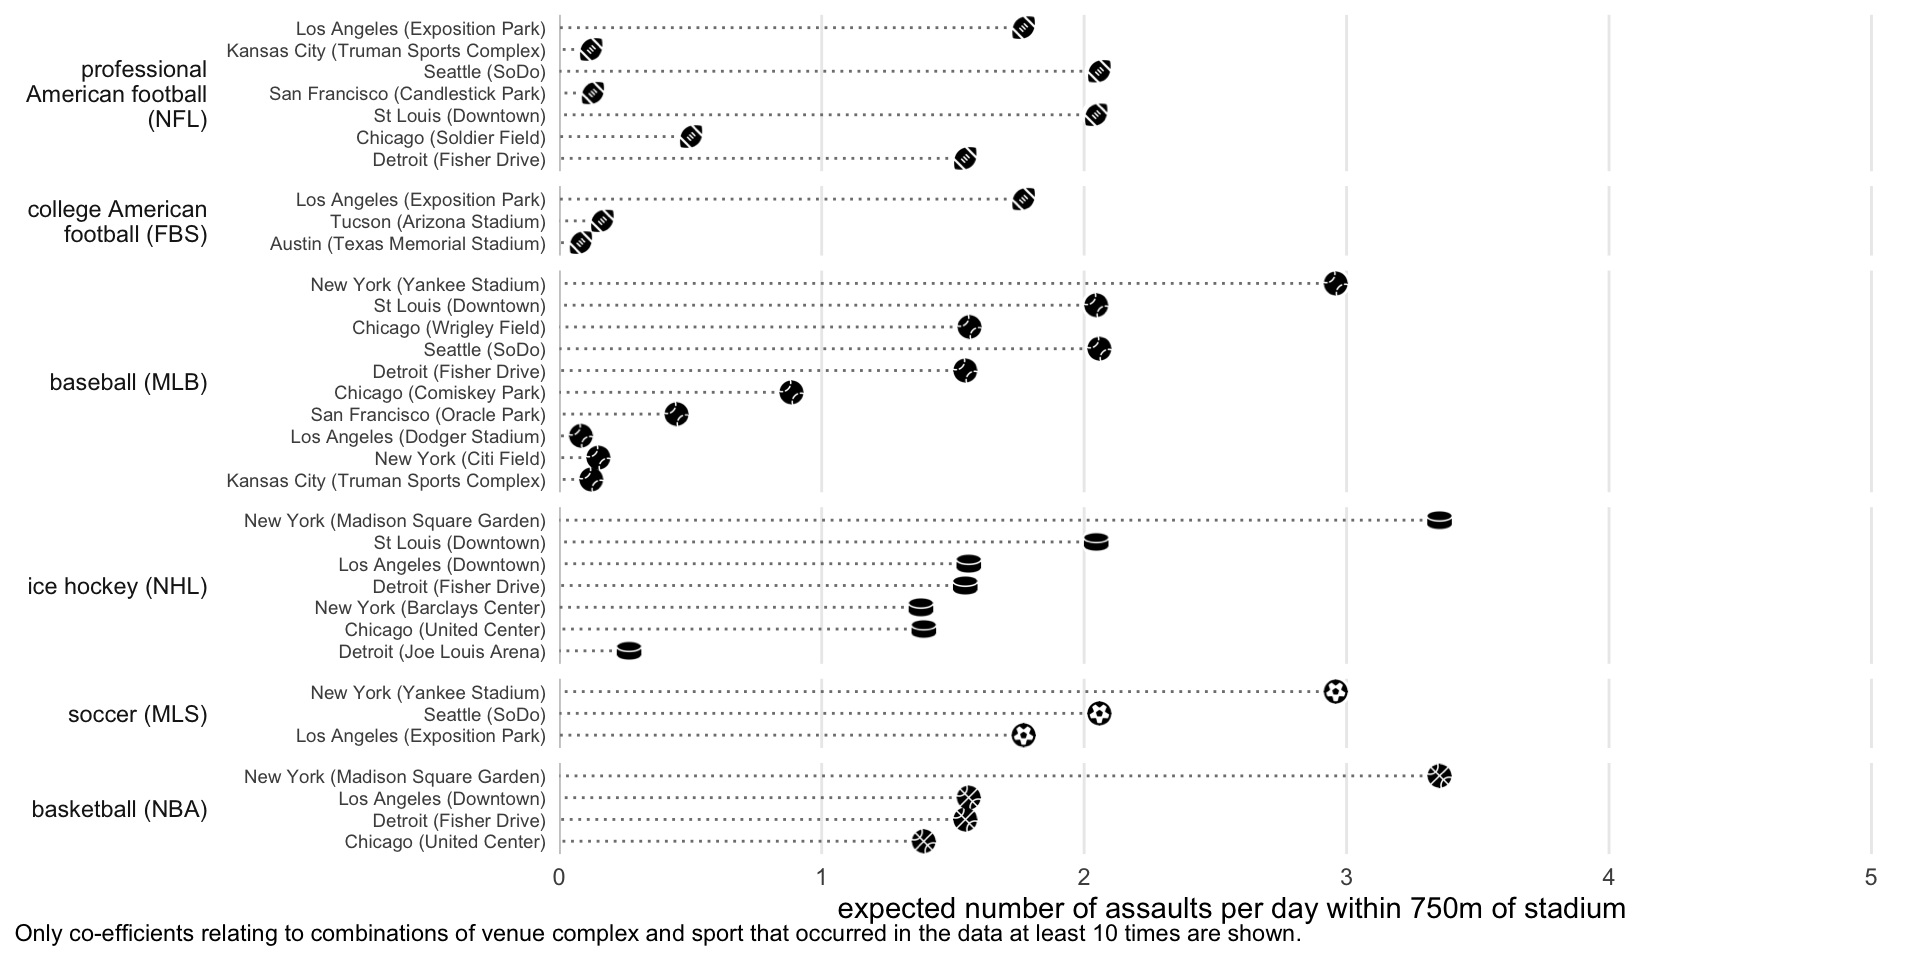 professional
American football
(NFL)
Los Angeles (Exposition Park)
Kansas City (Truman Sports Complex)
Seattle (SoDo)
San Francisco (Candlestick Park)
St Louis (Downtown)
Chicago (Soldier Field)
Detroit (Fisher Drive)
college American
football (FBS)
Los Angeles (Exposition Park)
Tucson (Arizona Stadium)
Austin (Texas Memorial Stadium)
baseball (MLB)
New York (Yankee Stadium)
St Louis (Downtown)
Chicago (Wrigley Field)
Seattle (SoDo)
Detroit (Fisher Drive)
Chicago (Comiskey Park)
San Francisco (Oracle Park)
Los Angeles (Dodger Stadium)
New York (Citi Field)
Kansas City (Truman Sports Complex)
ice hockey (NHL)
New York (Madison Square Garden)
St Louis (Downtown)
Los Angeles (Downtown)
Detroit (Fisher Drive)
New York (Barclays Center)
Chicago (United Center)
Detroit (Joe Louis Arena)
soccer (MLS)
New York (Yankee Stadium)
Seattle (SoDo)
Los Angeles (Exposition Park)
basketball (NBA)
New York (Madison Square Garden)
Los Angeles (Downtown)
Detroit (Fisher Drive)
Chicago (United Center)
0 1 2 3 4 5
expected number of assaults per day within 750m of stadium
Only co-efficients relating to combinations of venue complex and sport that occurred in the data at least 10 times are shown.